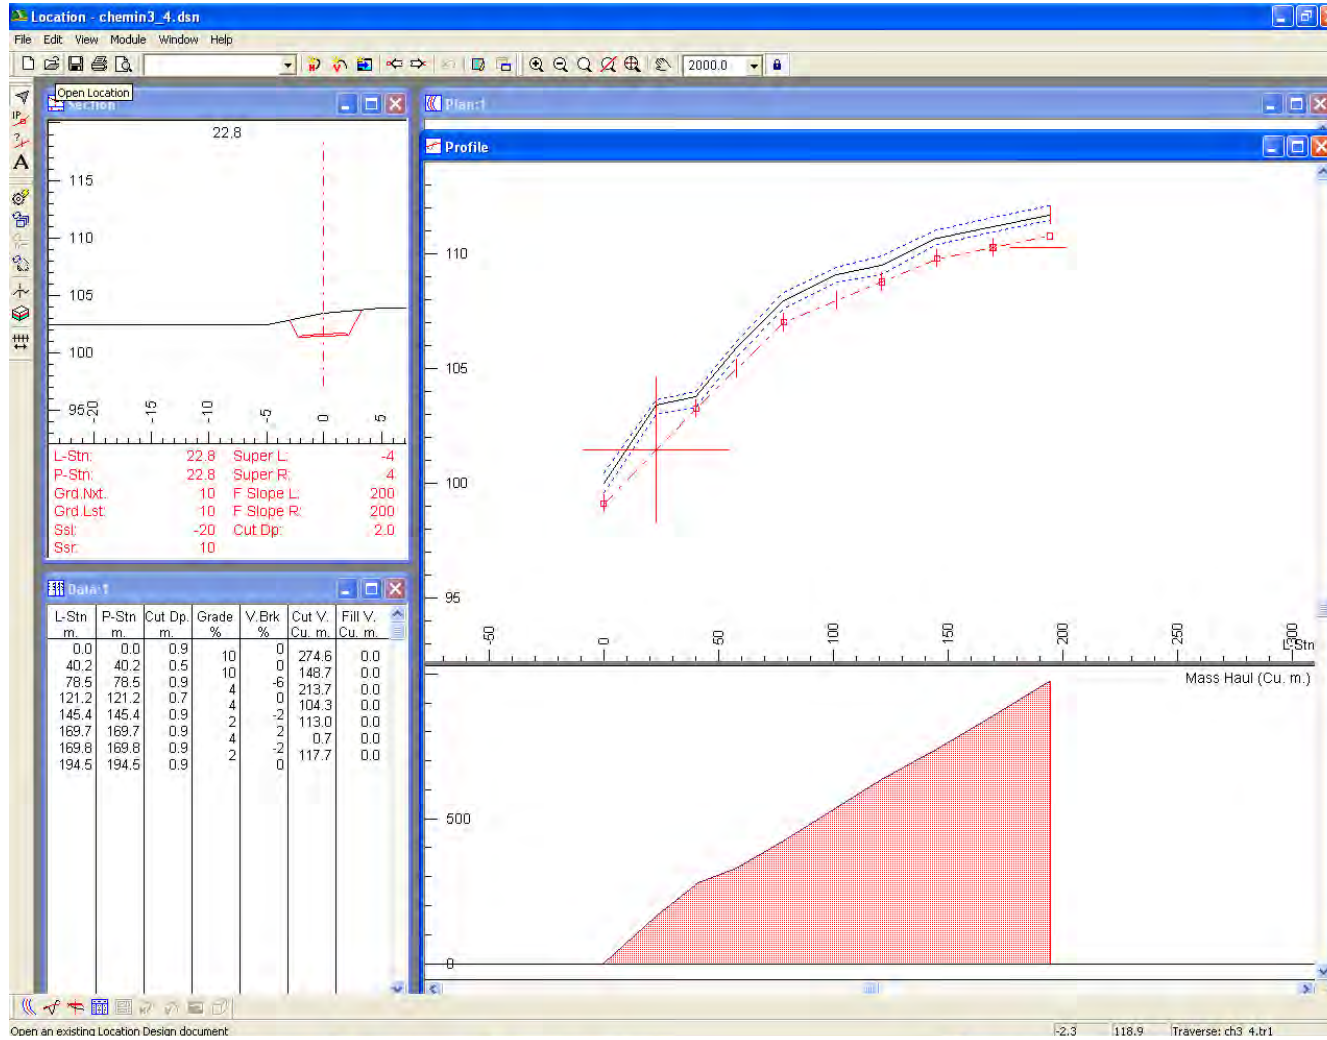 Location - chemin3_4.dsn
File Edit View Module Window Help
2000.0
Open Location
Section
22.8
115
110
105
100
95
-20 -15 -10 -5 0 5
L-Stn: 22.8 Super L: -4
P-Stn: 22.8 Super R: 4
Grd.Nxt. 10 F Slope L: 200
Grd.Lst: 10 F Slope R: 200
Ssl: -20 Cut Dp: 2.0
Ssr: 10
Data:1
L-Stn P-Stn Cut Dp. Grade V.Brk Cut V. Fill V.
m. m. m. % % Cu. m. Cu. m.
0.0 0.0 0.9 0
10 274.6 0.0
40.2 40.2 0.5 0
10 148.7 0.0
78.5 78.5 0.9 -6
4 213.7 0.0
121.2 121.2 0.7 0
4 104.3 0.0
145.4 145.4 0.9 -2
2 113.0 0.0
169.7 169.7 0.9 2
4 0.7 0.0
169.8 169.8 0.9 -2
2 117.7 0.0
194.5 194.5 0.9 0
Plan:1
Profile
110
105
100
95
-50 0 50 100 150 200 250 300
L-Stn
Mass Haul (Cu. m.)
500
0
Open an existing Location Design document
-2.3 118.9 Traverse: ch3_4.tr1